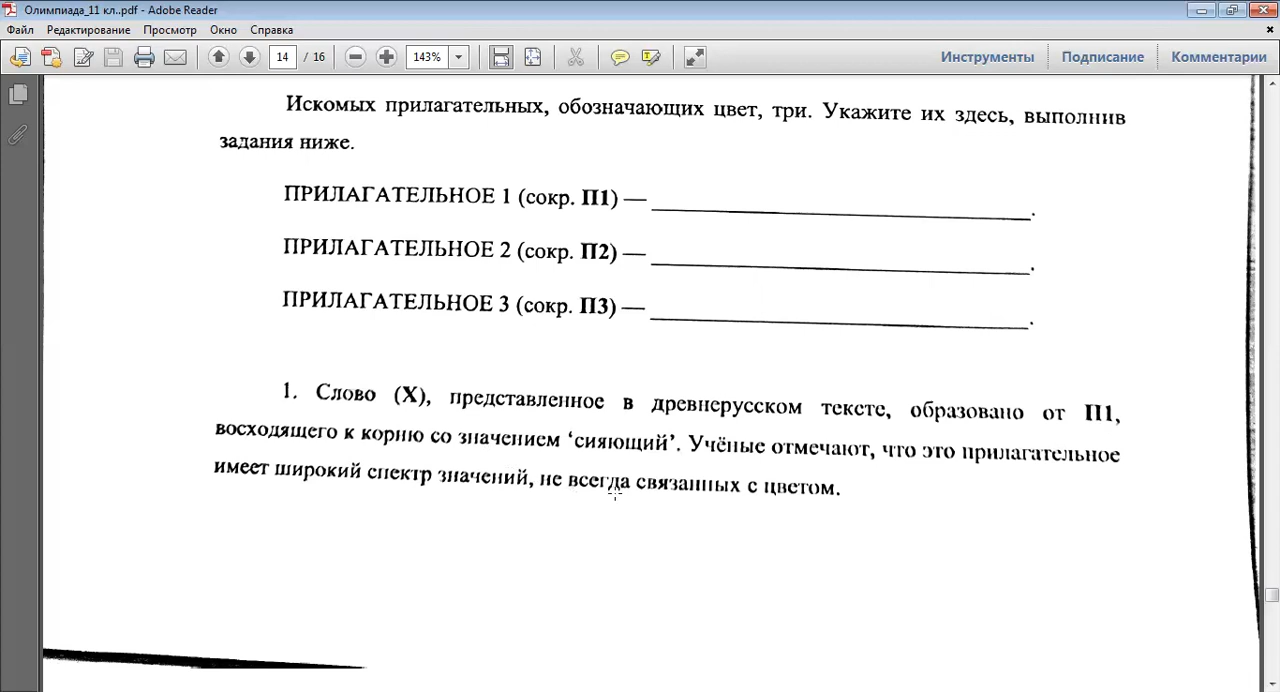 Олимпиада_11 кл..pdf - Adobe Reader
Файл Редактирование Просмотр Окно Справка
14 / 16 143% Инструменты Подписание Комментарии
Искомых прилагательных, обозначающих цвет, три. Укажите их здесь, выполнив
задания ниже.
ПРИЛАГАТЕЛЬНОЕ 1 (сокр. П1) — ______________.
ПРИЛАГАТЕЛЬНОЕ 2 (сокр. П2) — ______________.
ПРИЛАГАТЕЛЬНОЕ 3 (сокр. П3) — ______________.
1. Слово (X), представленное в древнерусском тексте, образовано от П1,
восходящего к корню со значением ‘сияющий’. Учёные отмечают, что это прилагательное
имеет широкий спектр значений, не всегда связанных с цветом.